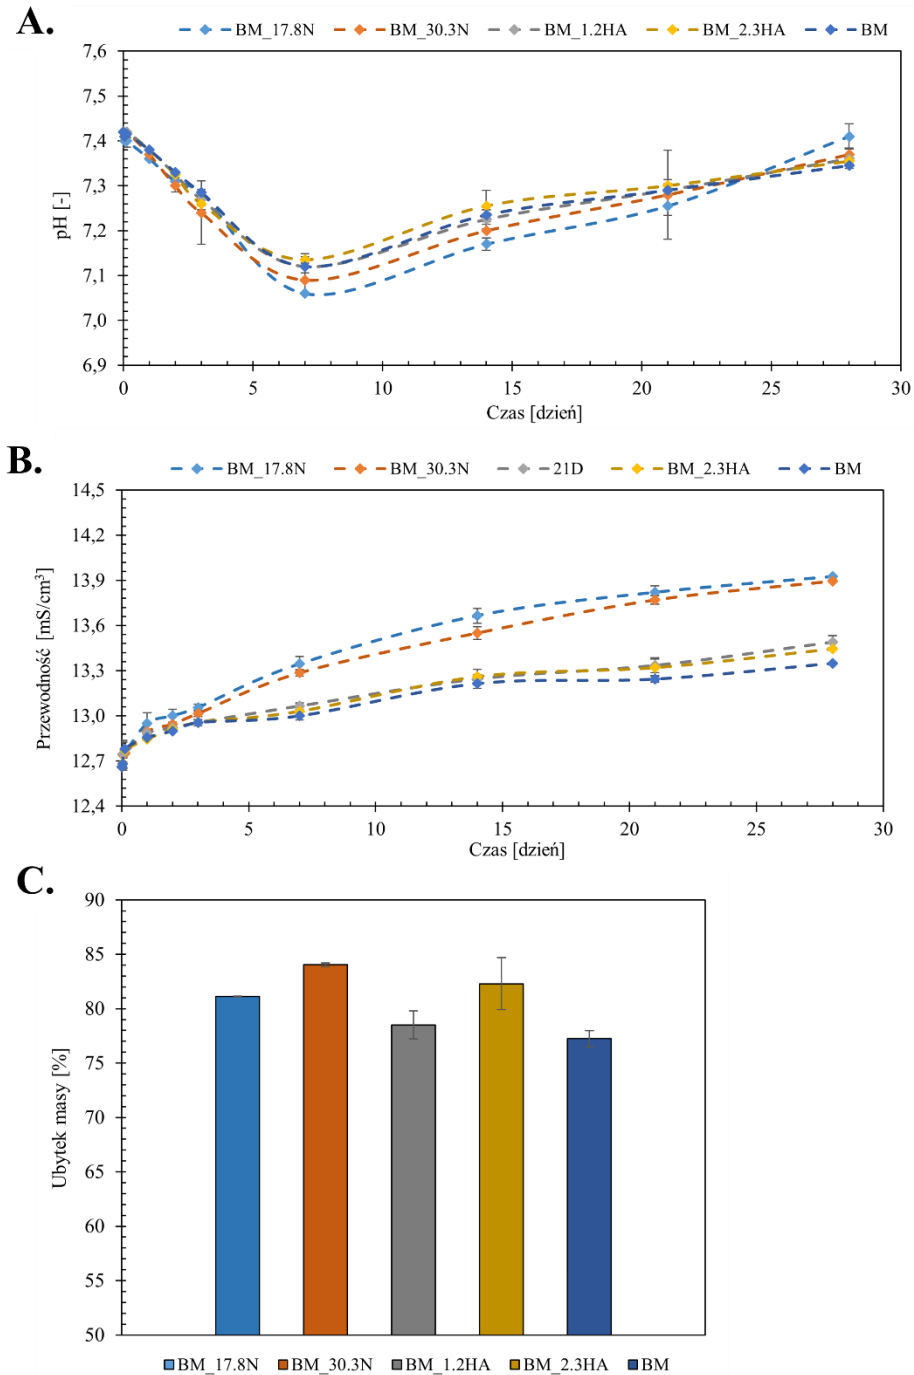 A.
BM_17.8N BM_30.3N BM_1.2HA BM_2.3HA BM
7,6
7,5
7,4
7,3
7,2
7,1
7,0
6,9
pH [-]
0 5 10 15 20 25 30
Czas [dzień]
B.
BM_17.8N BM_30.3N 21D BM_2.3HA BM
14,5
14,2
13,9
13,6
13,3
13,0
12,7
12,4
Przewodność [mS/cm³]
0 5 10 15 20 25 30
Czas [dzień]
C.
90
85
80
75
70
65
60
55
50
Ubytek masy [%]
BM_17.8N BM_30.3N BM_1.2HA BM_2.3HA BM